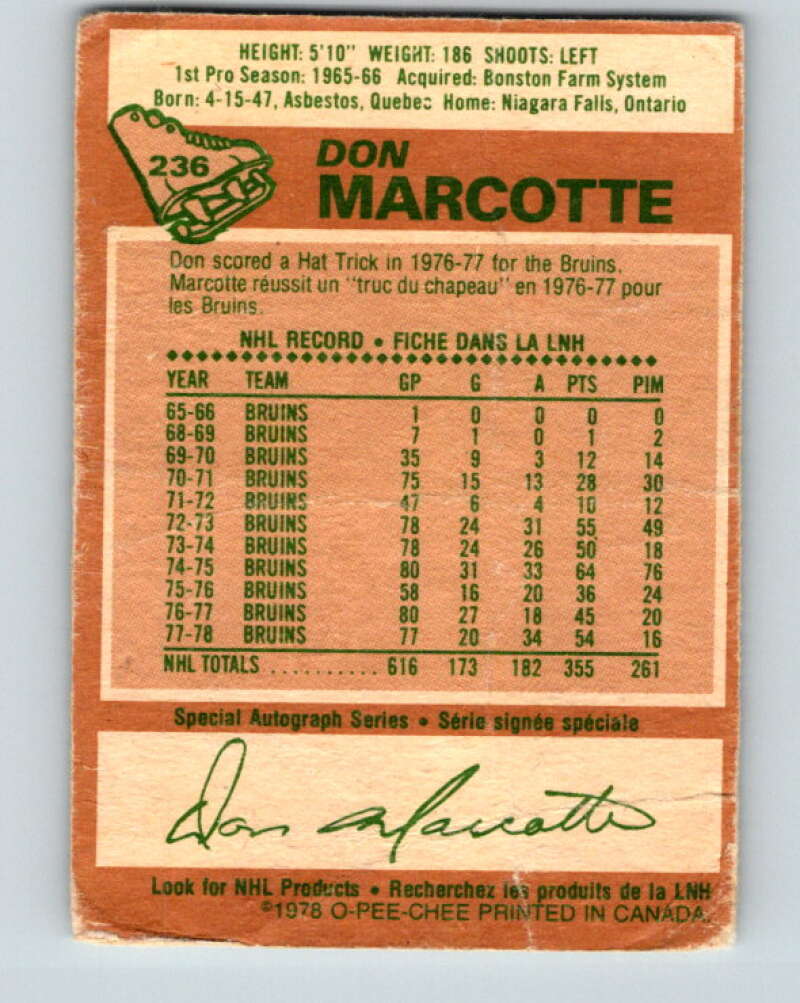 HEIGHT: 5'10" WEIGHT: 186 SHOOTS: LEFT
1st Pro Season: 1965-66 Acquired: Bonston Farm System
Born: 4-15-47, Asbestos, Quebec Home: Niagara Falls, Ontario
236
DON
MARCOTTE
Don scored a Hat Trick in 1976-77 for the Bruins.
Marcotte réussit un "truc du chapeau" en 1976-77 pour
les Bruins.
NHL RECORD • FICHE DANS LA LNH
YEAR TEAM GP G A PTS PIM
65-66 BRUINS 1 0 0 0 0
68-69 BRUINS 7 1 0 1 2
69-70 BRUINS 35 9 3 12 14
70-71 BRUINS 75 15 13 28 30
71-72 BRUINS 47 6 4 10 12
72-73 BRUINS 78 24 31 55 49
73-74 BRUINS 78 24 26 50 18
74-75 BRUINS 80 31 33 64 76
75-76 BRUINS 58 16 20 36 24
76-77 BRUINS 80 27 18 45 20
77-78 BRUINS 77 20 34 54 16
NHL TOTALS .......... 616 173 182 355 261
Special Autograph Series • Série signée spéciale
Don Marcotte
Look for NHL Products • Recherchez les produits de la LNH
©1978 O-PEE-CHEE PRINTED IN CANADA.